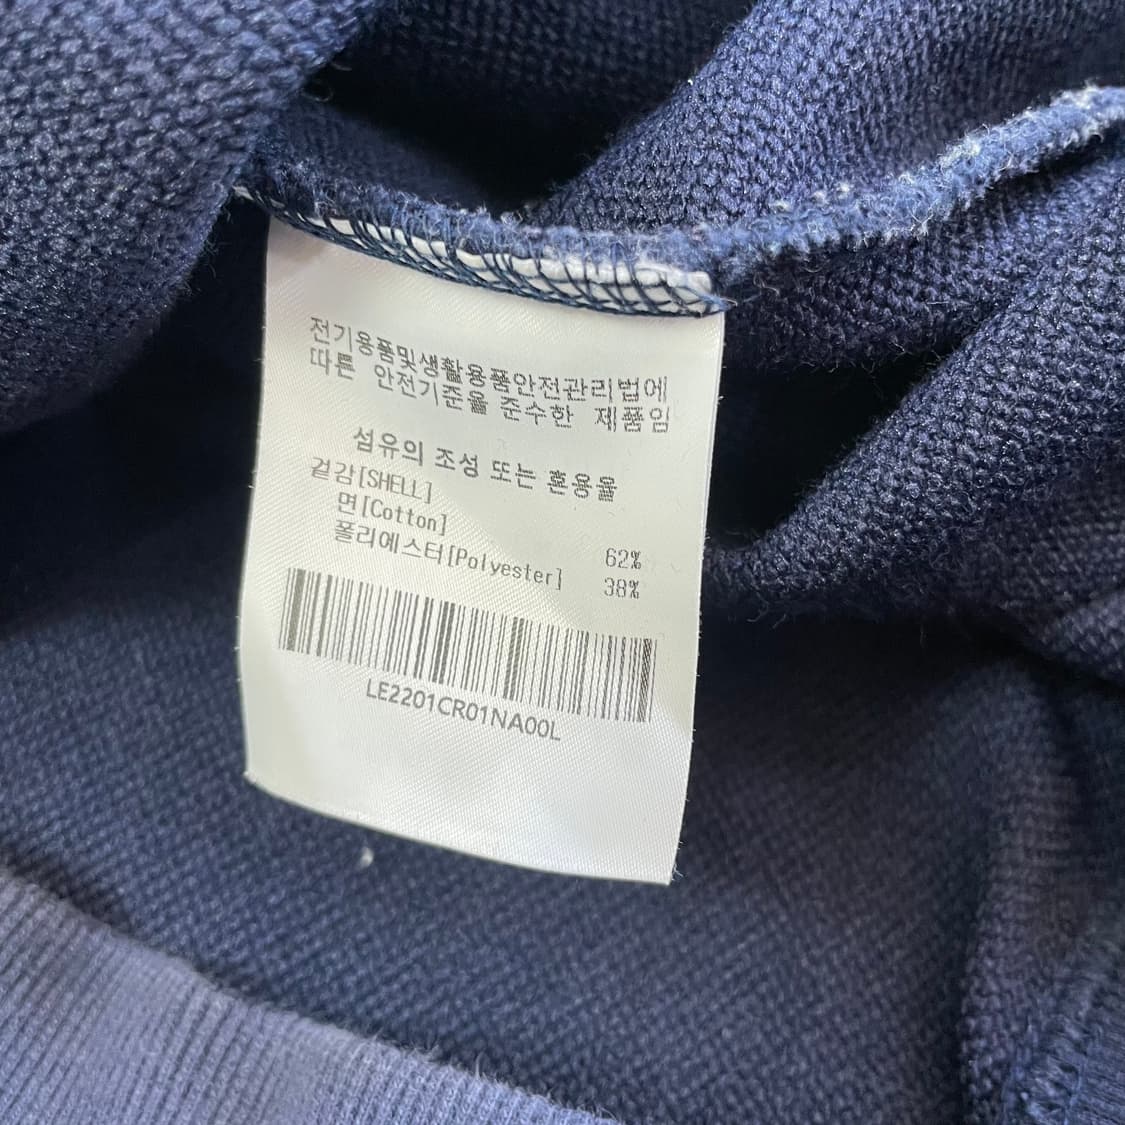 전기용품및생활용품안전관리법에
따른 안전기준을 준수한 제품임
섬유의 조성 또는 혼용율
겉감[SHELL]
면[Cotton] 62%
폴리에스터[Polyester] 38%
LE2201CR01NA00L